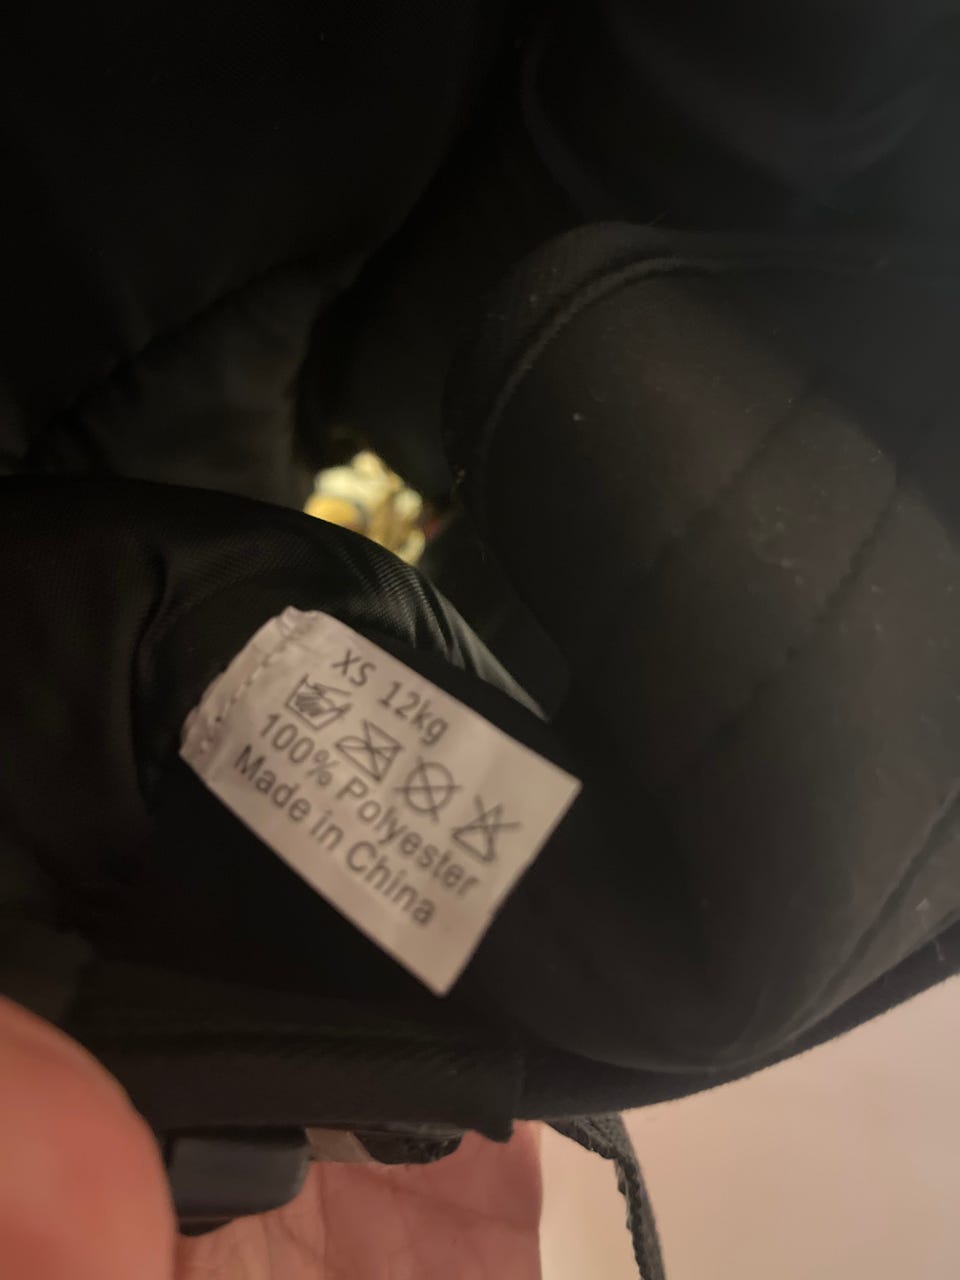 XS 12kg
100% Polyester
Made in China